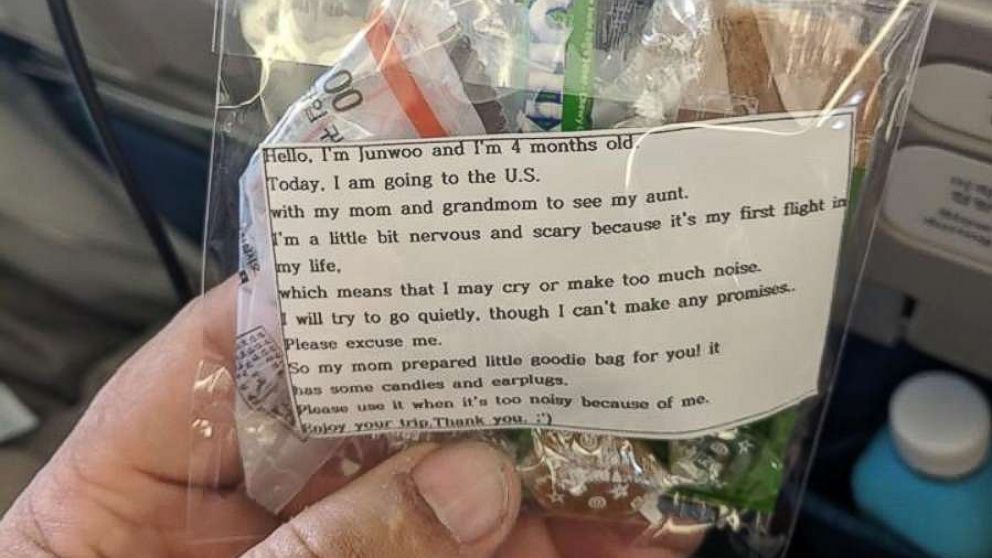 Hello, I'm Junwoo and I'm 4 months old.
Today, I am going to the U.S.
with my mom and grandmom to see my aunt.
I'm a little bit nervous and scary because it's my first flight in
my life,
which means that I may cry or make too much noise.
I will try to go quietly, though I can't make any promises..
Please excuse me.
So my mom prepared little goodie bag for you! it
has some candies and earplugs.
Please use it when it's too noisy because of me.
Enjoy your trip.Thank you. :')